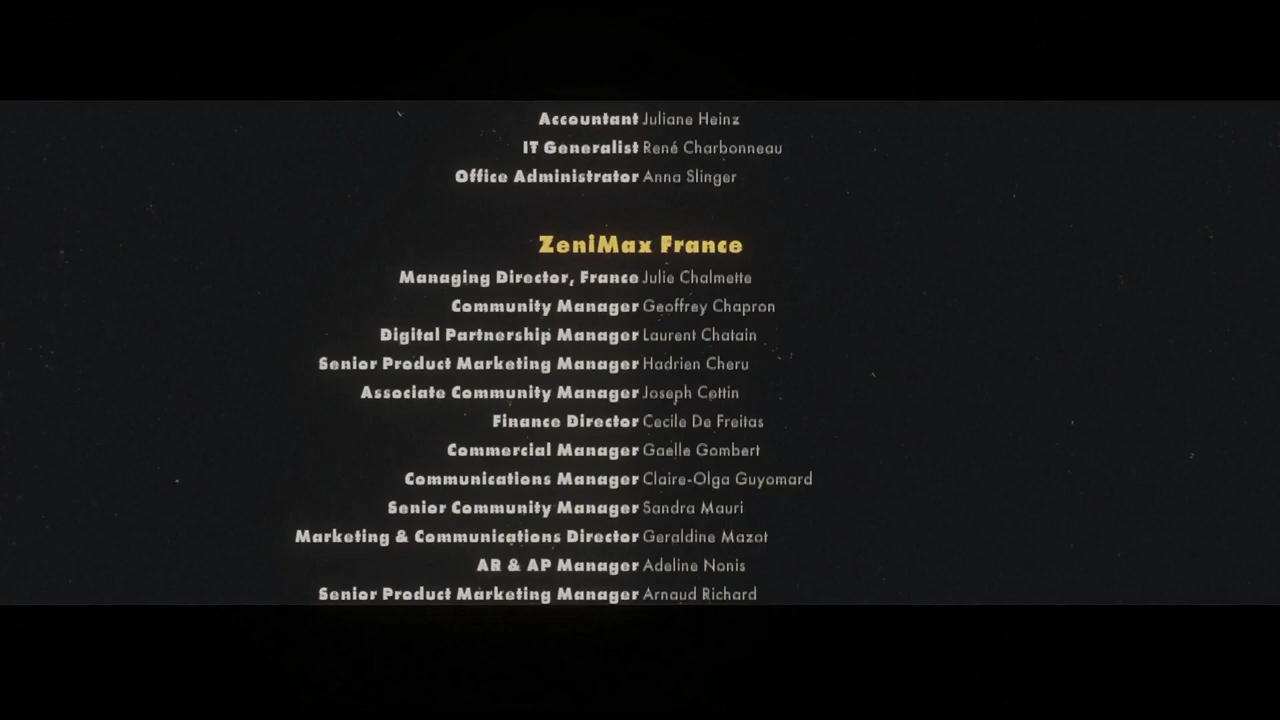 Accountant Juliane Heinz
IT Generalist René Charbonneau
Office Administrator Anna Slinger
ZeniMax France
Managing Director, France Julie Chalmette
Community Manager Geoffrey Chapron
Digital Partnership Manager Laurent Chatain
Senior Product Marketing Manager Hadrien Cheru
Associate Community Manager Joseph Cottin
Finance Director Cecile De Freitas
Commercial Manager Gaelle Gombert
Communications Manager Claire-Olga Guyomard
Senior Community Manager Sandra Mauri
Marketing & Communications Director Geraldine Mazot
AR & AP Manager Adeline Nonis
Senior Product Marketing Manager Arnaud Richard